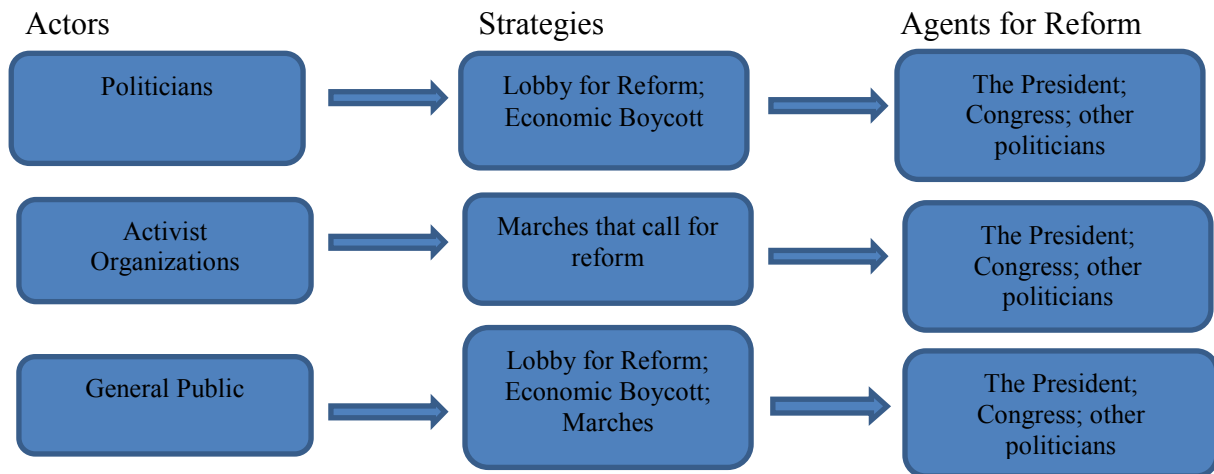 Actors
Strategies
Agents for Reform
Politicians
Lobby for Reform;
Economic Boycott
The President;
Congress; other
politicians
Activist
Organizations
Marches that call for
reform
The President;
Congress; other
politicians
General Public
Lobby for Reform;
Economic Boycott;
Marches
The President;
Congress; other
politicians